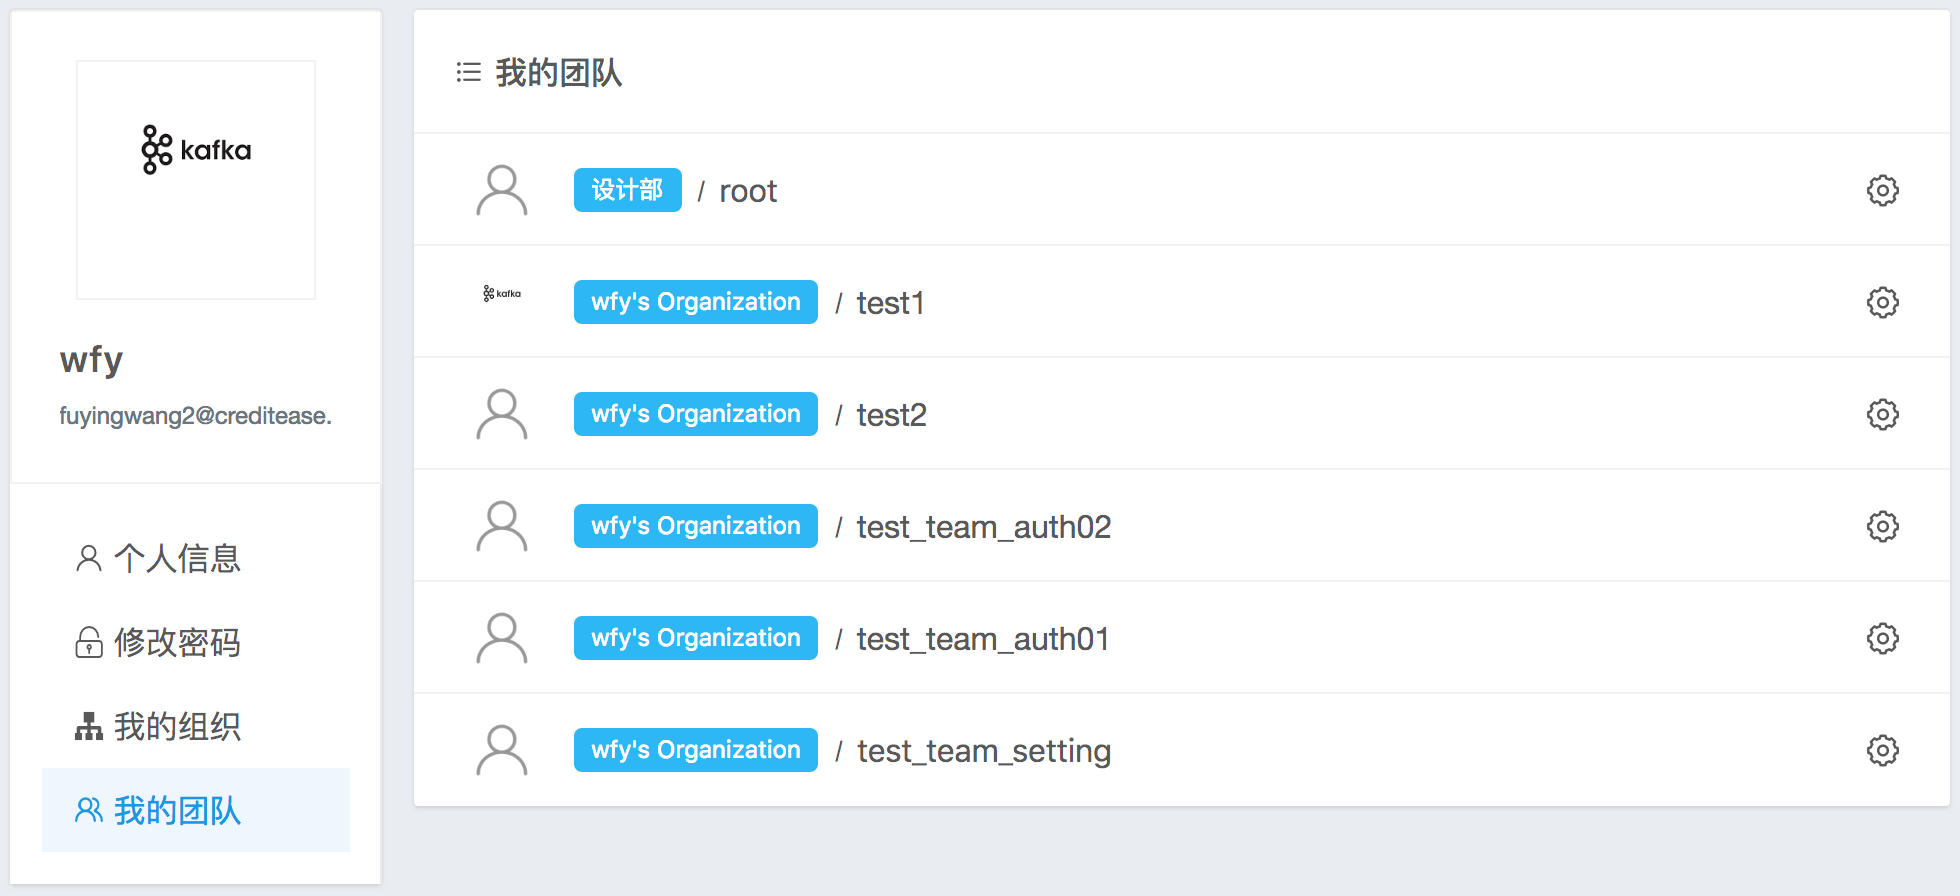 kafka
wfy
fuyingwang2@creditease.
个人信息
修改密码
我的组织
我的团队
我的团队
设计部 / root
kafka wfy's Organization / test1
wfy's Organization / test2
wfy's Organization / test_team_auth02
wfy's Organization / test_team_auth01
wfy's Organization / test_team_setting